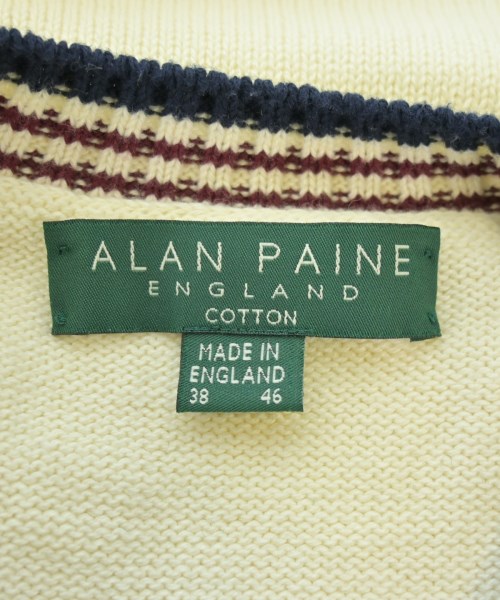 ALAN PAINE
ENGLAND
COTTON
MADE IN
ENGLAND
38 46